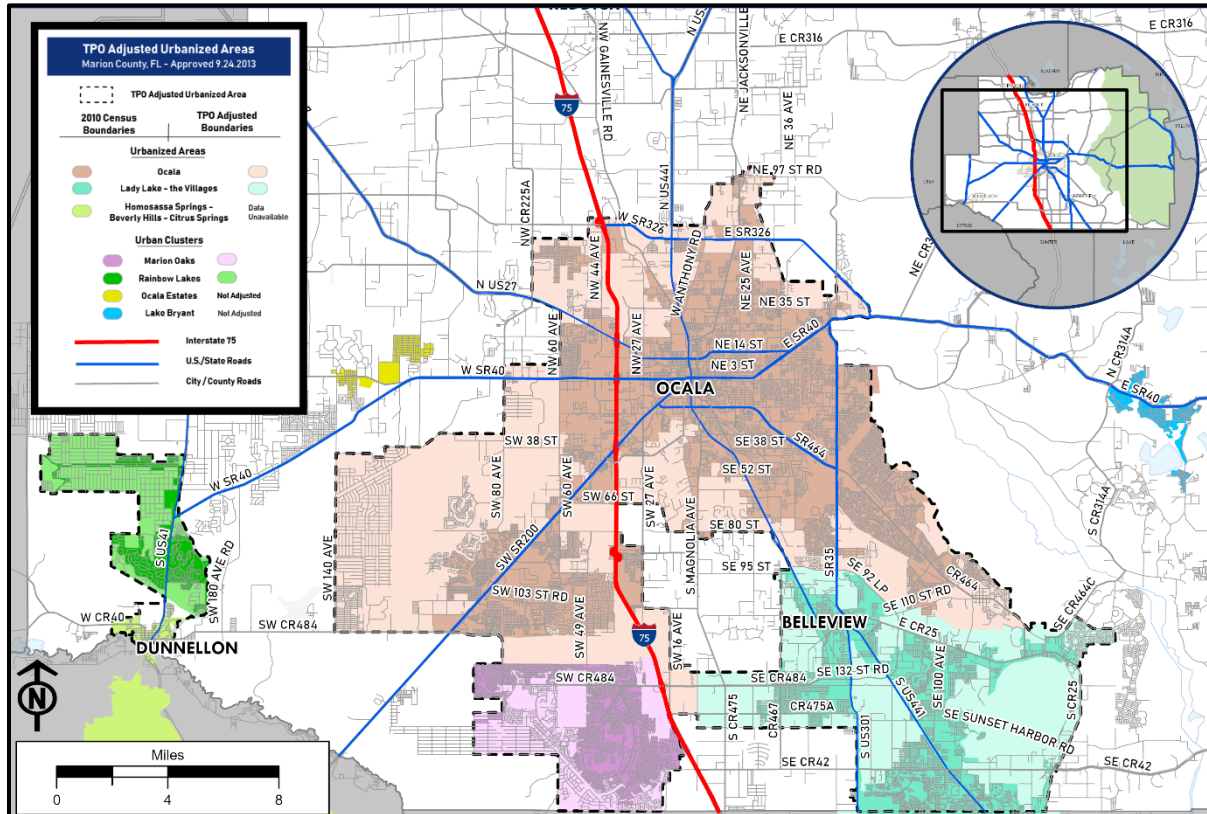 TPO Adjusted Urbanized Areas
Marion County, FL - Approved 9.24.2013
TPO Adjusted Urbanized Area
2010 Census Boundaries
TPO Adjusted Boundaries
Urbanized Areas
Ocala
Lady Lake - the Villages
Homosassa Springs - Beverly Hills - Citrus Springs
Data Unavailable
Urban Clusters
Marion Oaks
Rainbow Lakes
Ocala Estates
Not Adjusted
Lake Bryant
Not Adjusted
Interstate 75
U.S./State Roads
City / County Roads
NW GAINESVILLE RD
NE JACKSONVILLE
E CR316
E CR316
75
NE 36 AVE
N US441
NW CR225A
NE 97 ST RD
W SR326
E SR326
NW 44 AVE
W ANTHONY RD
NE 25 AVE
N US27
NE 35 ST
NW 60 AVE
NW 27 AVE
NE 14 ST
E SR40
NE 3 ST
W SR40
OCALA
N CR314A
E SR40
SW 38 ST
SE 38 ST
SR464
SW 80 AVE
SW 60 AVE
SE 52 ST
W SR40
SW 66 ST
SW 27 AVE
S CR314A
S MAGNOLIA AVE
SE 80 ST
S US41
SW 180 AVE RD
SW 140 AVE
SW SR200
SE 95 ST
SR35
SE 92 LP
CR464
SW 103 ST RD
SE 110 ST RD
SE CR464C
W CR40
SW CR484
SW 49 AVE
75
SW 16 AVE
BELLEVIEW
E CR25
DUNNELLON
N
SW CR484
SE CR484
SE 132 ST RD
S CR475
CR467
CR475A
S US441
SE 100 AVE
SE SUNSET HARBOR RD
S CR25
S US301
SE CR42
SE CR42
Miles
0 4 8